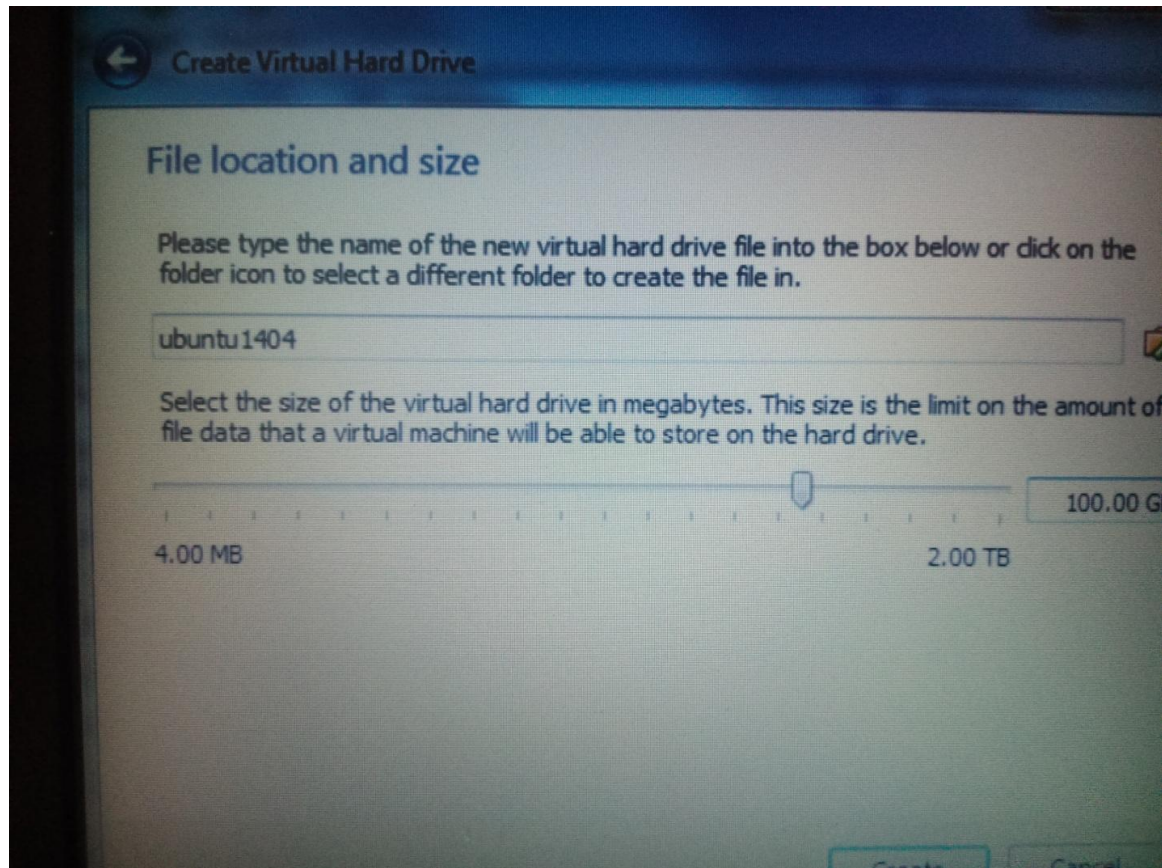 Create Virtual Hard Drive
File location and size
Please type the name of the new virtual hard drive file into the box below or click on the
folder icon to select a different folder to create the file in.
ubuntu1404
Select the size of the virtual hard drive in megabytes. This size is the limit on the amount of
file data that a virtual machine will be able to store on the hard drive.
100.00 G
4.00 MB
2.00 TB
Create
Cancel